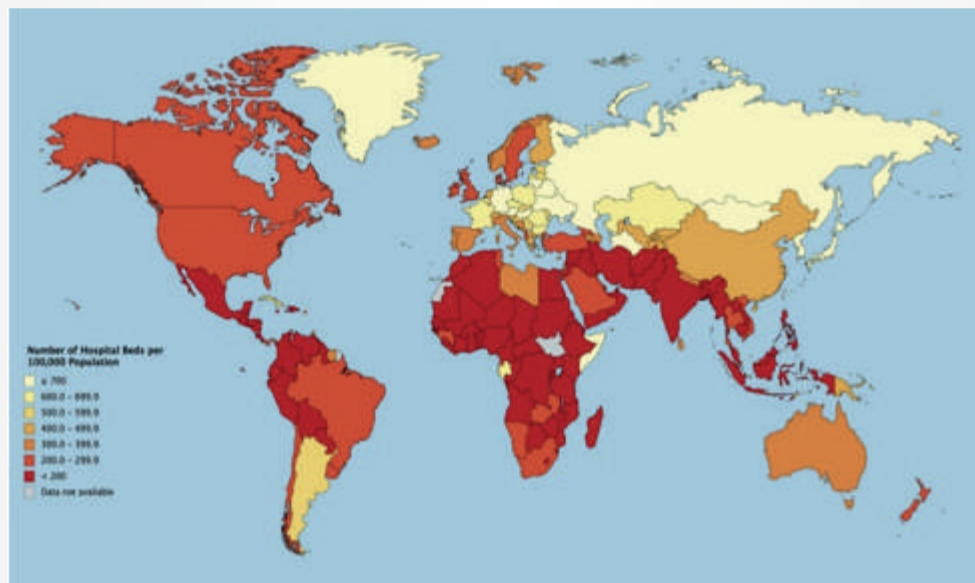 Number of Hospital Beds per
100,000 Population
≥ 700
600.0 - 699.9
500.0 - 599.9
400.0 - 499.9
300.0 - 399.9
200.0 - 299.9
< 200
Data not available